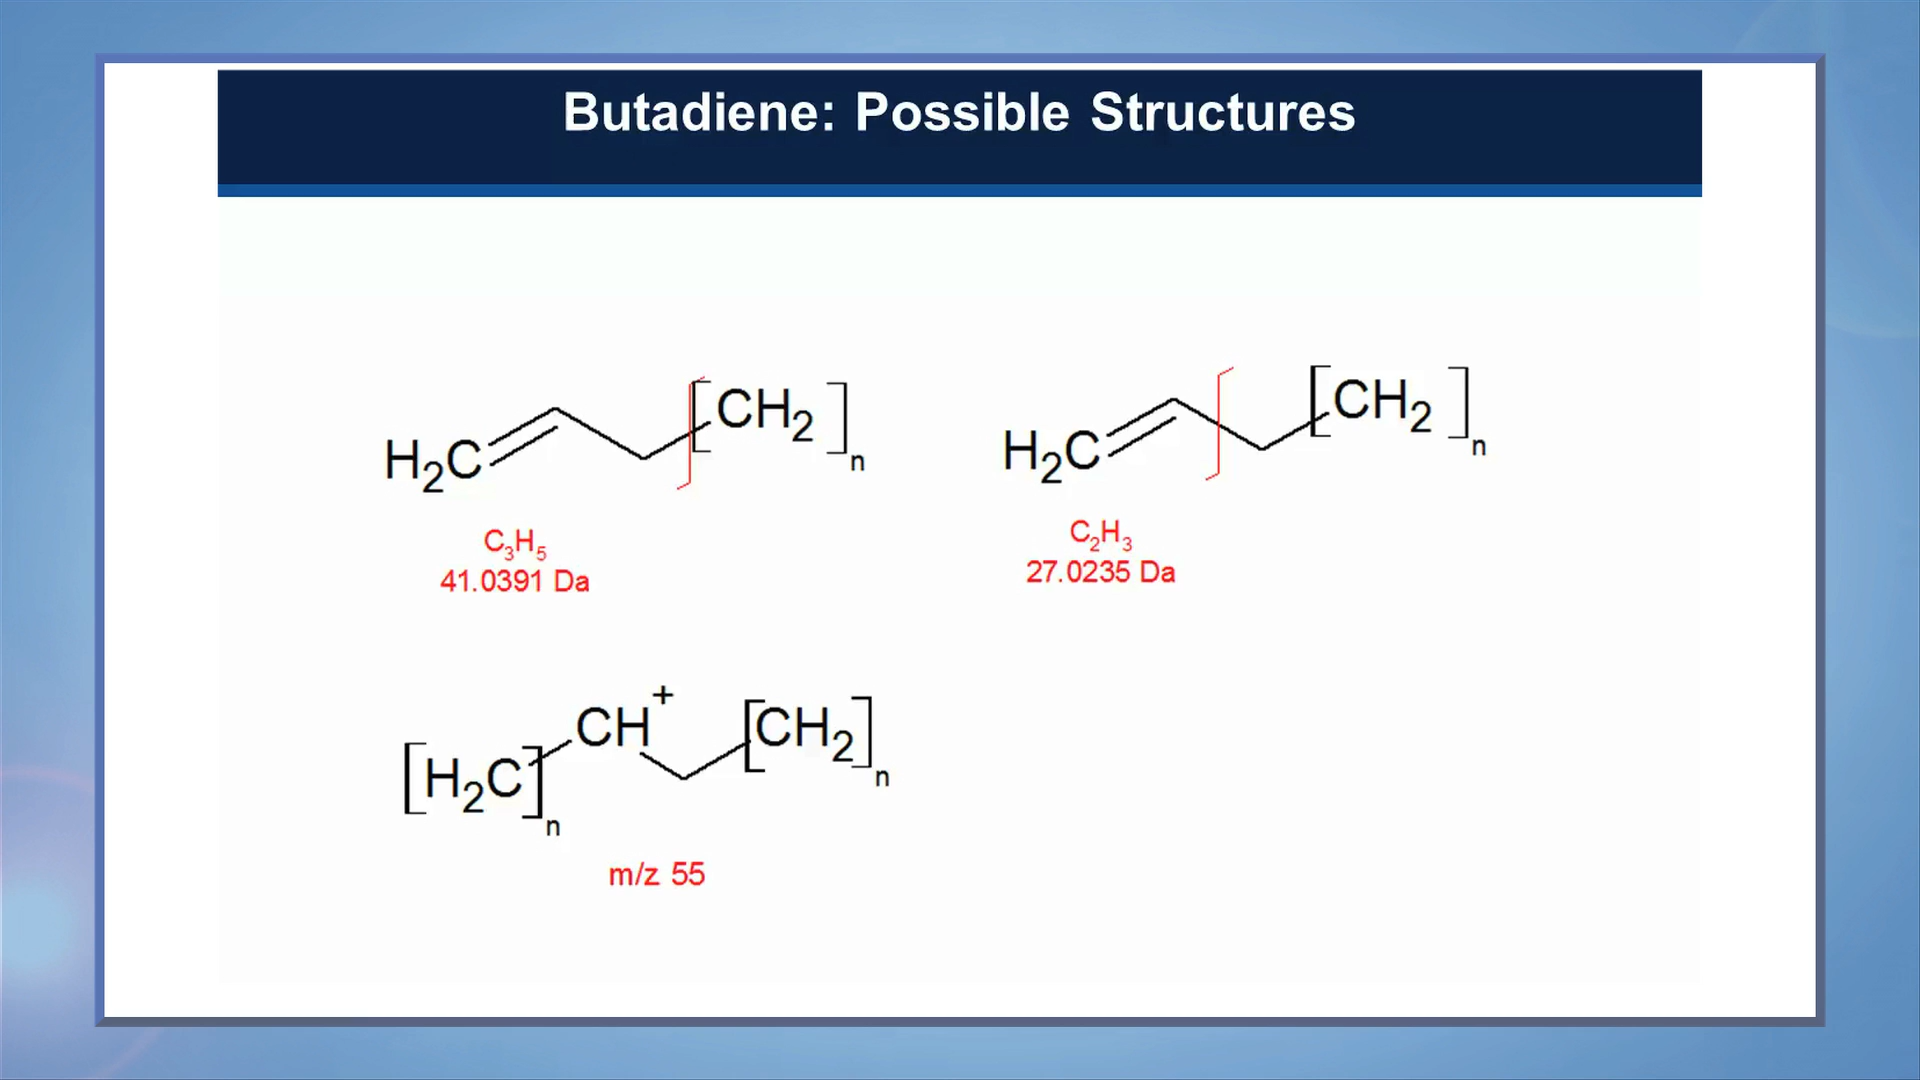 Butadiene: Possible Structures
H₂C [CH₂]n
C₃H₅
41.0391 Da
H₂C [CH₂]n
C₂H₃
27.0235 Da
[H₂C]n CH⁺ [CH₂]n
m/z 55